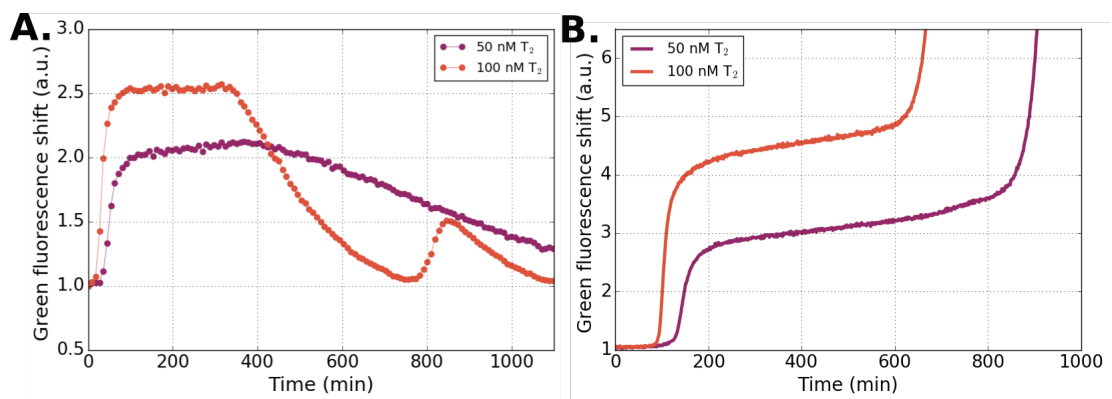 A.
Green fluorescence shift (a.u.)
3.0
2.5
2.0
1.5
1.0
0.5
50 nM T₂
100 nM T₂
0 200 400 600 800 1000
Time (min)
B.
Green fluorescence shift (a.u.)
6
5
4
3
2
1
50 nM T₂
100 nM T₂
0 200 400 600 800 1000
Time (min)